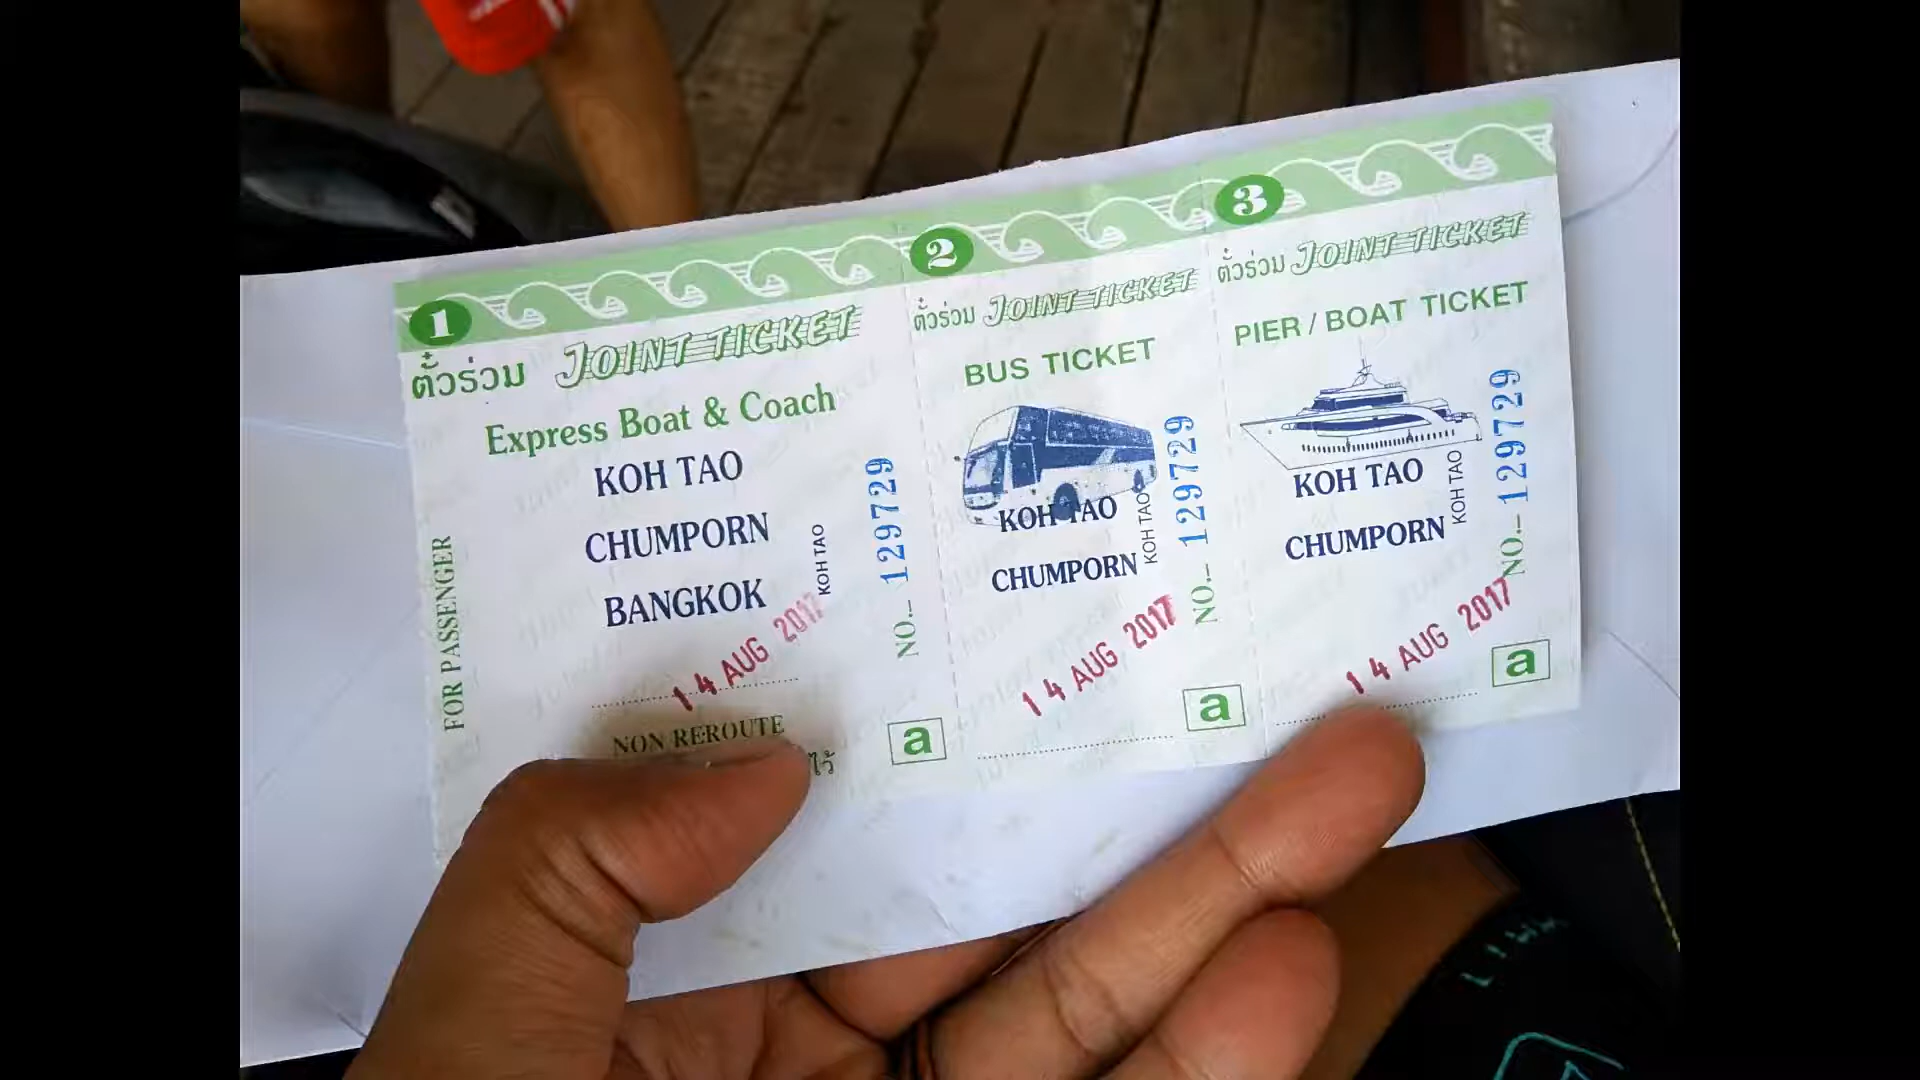 1
ตั๋วร่วม JOINT TICKET
Express Boat & Coach
KOH TAO
CHUMPORN
BANGKOK
KOH TAO
NO.- 129729
FOR PASSENGER
14 AUG 2017
NON REROUTE
a
2
ตั๋วร่วม JOINT TICKET
BUS TICKET
KOH TAO
CHUMPORN
KOH TAO
NO.- 129729
14 AUG 2017
a
3
ตั๋วร่วม JOINT TICKET
PIER / BOAT TICKET
KOH TAO
CHUMPORN
KOH TAO
NO.- 129729
14 AUG 2017
a